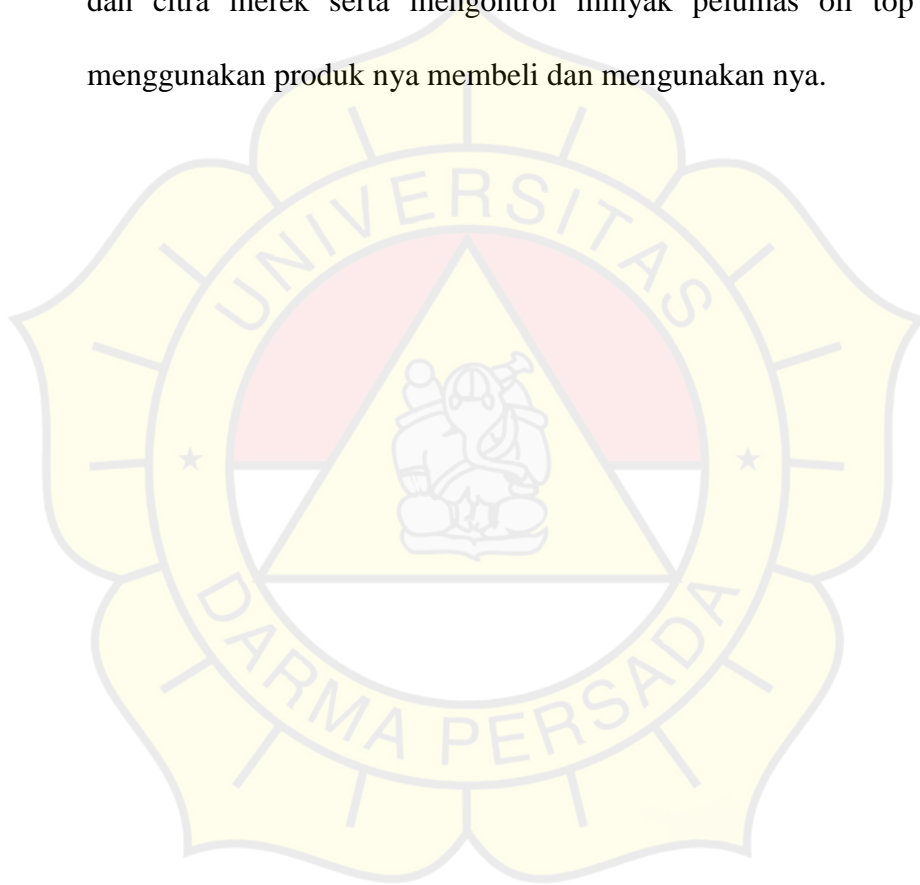 dan citra merek serta mengontrol minyak pelumas oli top
menggunakan produk nya membeli dan mengunakan nya.
UNIVERSITAS
DARMA PERSADA